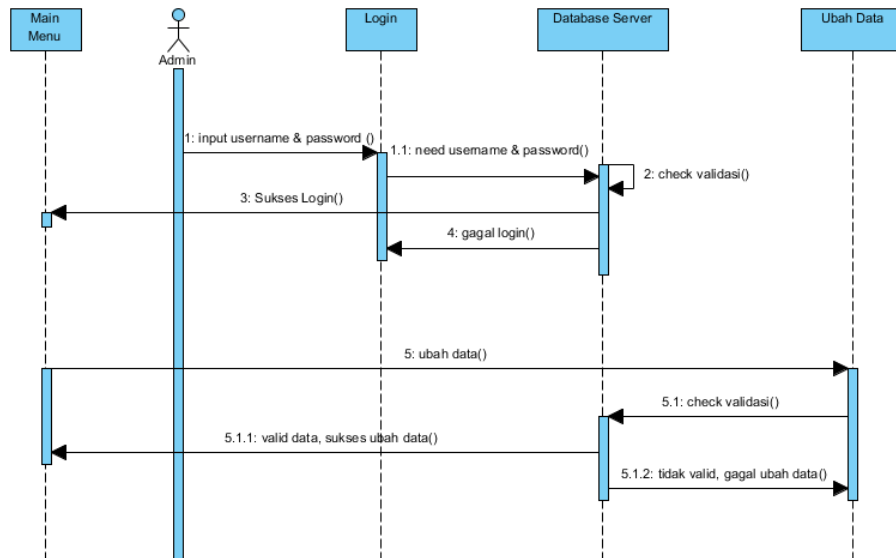 Main
Menu
Admin
Login
Database Server
Ubah Data
1: input username & password ()
1.1: need username & password()
2: check validasi()
3: Sukses Login()
4: gagal login()
5: ubah data()
5.1: check validasi()
5.1.1: valid data, sukses ubah data()
5.1.2: tidak valid, gagal ubah data()